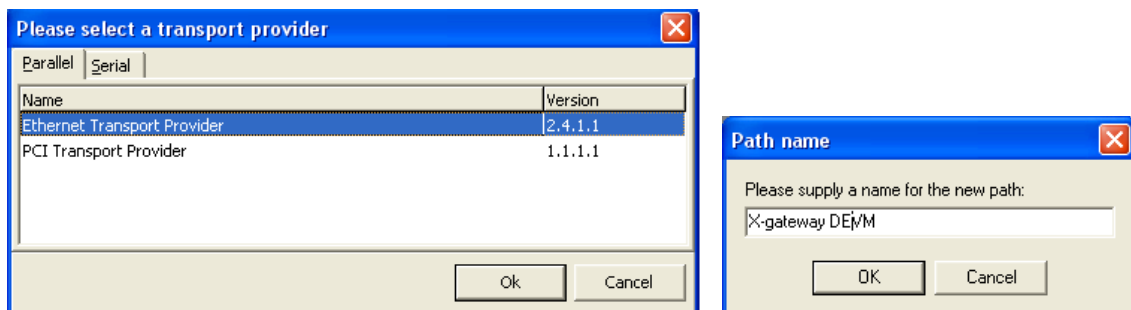 Please select a transport provider
Parallel Serial
Name Version
Ethernet Transport Provider 2.4.1.1
PCI Transport Provider 1.1.1.1
Ok Cancel
Path name
Please supply a name for the new path:
X-gateway DEVM
OK Cancel